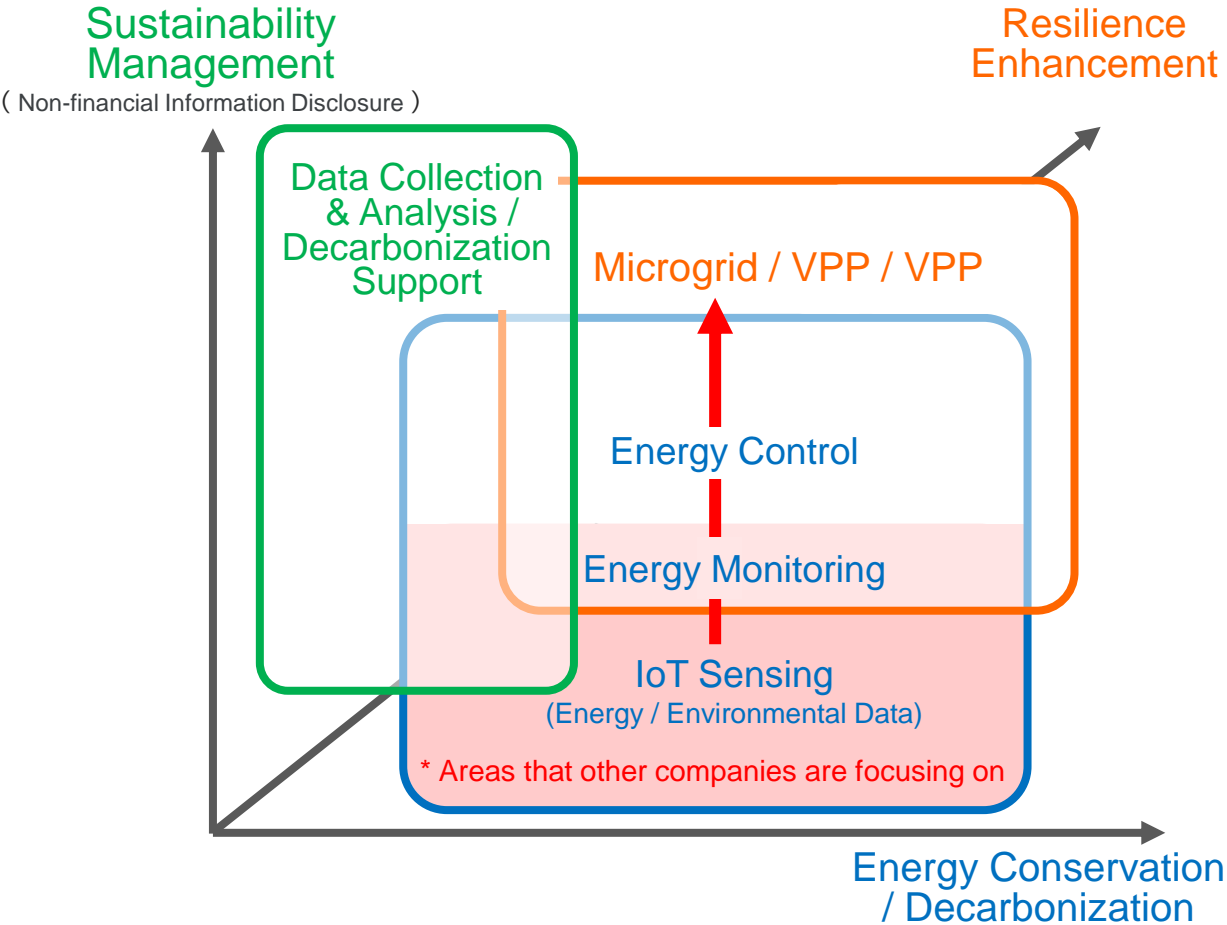 Sustainability
Management
( Non-financial Information Disclosure )
Resilience
Enhancement
Data Collection
& Analysis /
Decarbonization
Support
Microgrid / VPP / VPP
Energy Control
Energy Monitoring
IoT Sensing
(Energy / Environmental Data)
* Areas that other companies are focusing on
Energy Conservation
/ Decarbonization